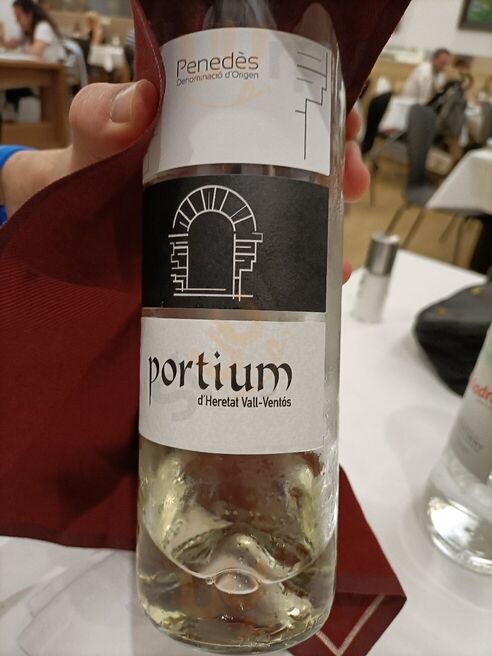 Penedès
Denominació d'Origen
portium
d'Heretat Vall-Ventós